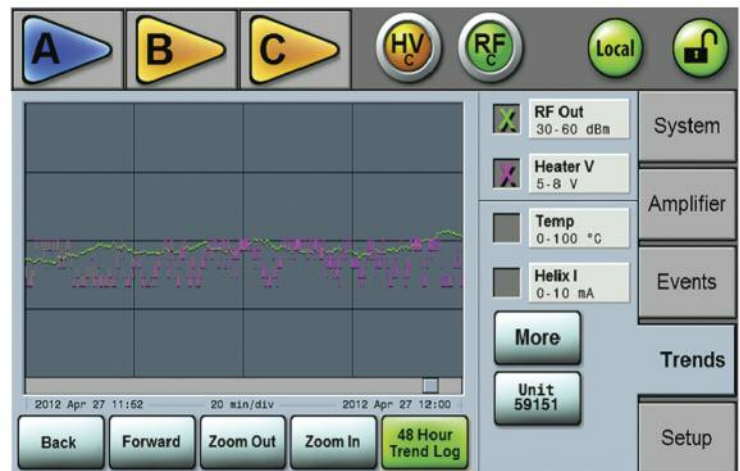 A
B
C
HV
C
RF
C
Local
RF Out
30-60 dBm
System
Heater V
5-8 V
Amplifier
Temp
0-100 °C
Helix I
0-10 mA
Events
More
Trends
Unit
59151
2012 Apr 27 11:52
20 min/div
2012 Apr 27 12:00
Back
Forward
Zoom Out
Zoom In
48 Hour
Trend Log
Setup